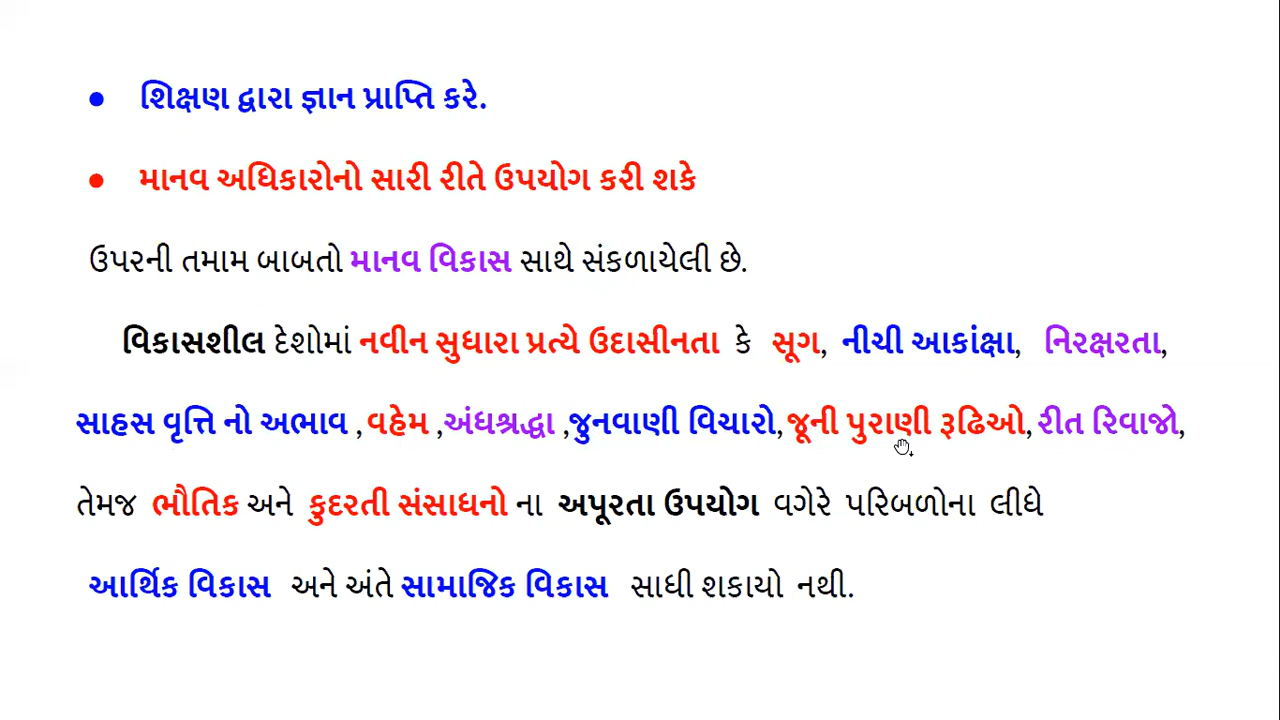 • શિક્ષણ દ્વારા જ્ઞાન પ્રાપ્તિ કરે.
• માનવ અધિકારોનો સારી રીતે ઉપયોગ કરી શકે
ઉપરની તમામ બાબતો માનવ વિકાસ સાથે સંકળાયેલી છે.
વિકાસશીલ દેશોમાં નવીન સુધારા પ્રત્યે ઉદાસીનતા કે સૂગ, નીચી આકાંક્ષા, નિરક્ષરતા,
સાહસ વૃત્તિ નો અભાવ , વહેમ ,અંધશ્રદ્ધા ,જુનવાણી વિચારો, જૂની પુરાણી રૂઢિઓ, રીત રિવાજો,
તેમજ ભૌતિક અને કુદરતી સંસાધનો ના અપૂરતા ઉપયોગ વગેરે પરિબળોના લીધે
આર્થિક વિકાસ અને અંતે સામાજિક વિકાસ સાધી શકાયો નથી.